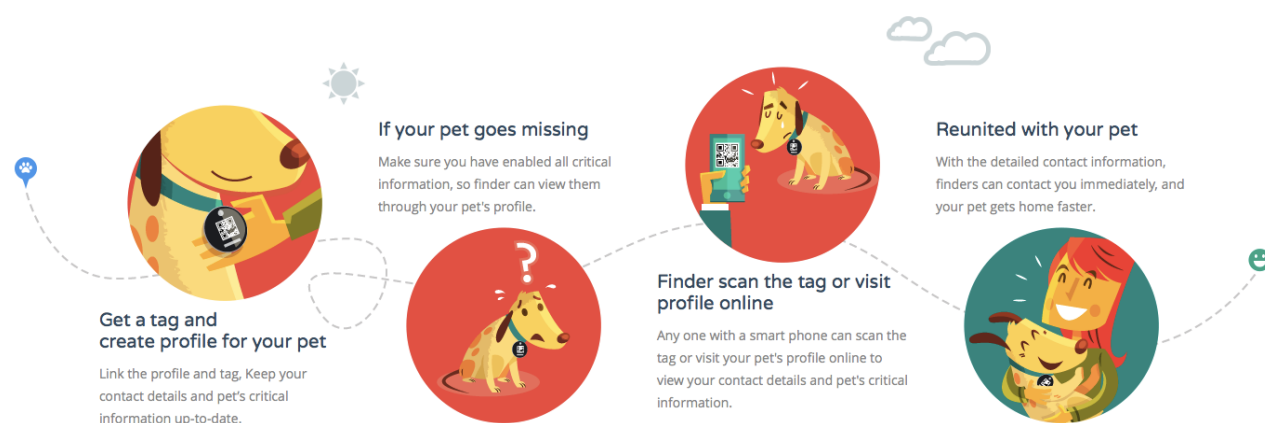 Get a tag and
create profile for your pet
Link the profile and tag, Keep your
contact details and pet's critical
information up-to-date.
If your pet goes missing
Make sure you have enabled all critical
information, so finder can view them
through your pet's profile.
?
Finder scan the tag or visit
profile online
Any one with a smart phone can scan the
tag or visit your pet's profile online to
view your contact details and pet's critical
information.
Reunited with your pet
With the detailed contact information,
finders can contact you immediately, and
your pet gets home faster.